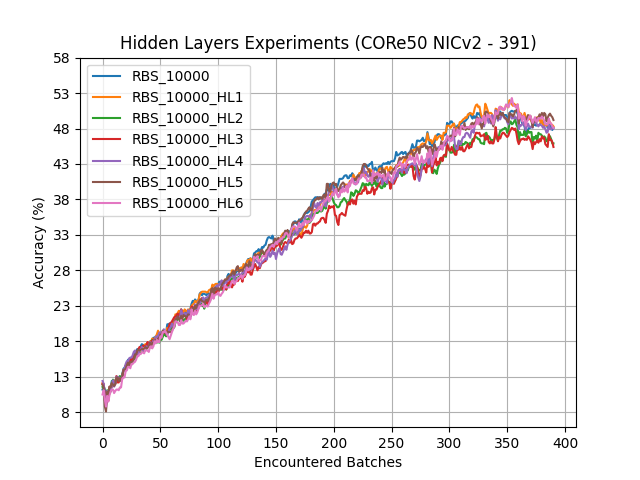 Hidden Layers Experiments (CORe50 NICv2 - 391)
58
53
48
43
38
33
28
23
18
13
8
Accuracy (%)
RBS_10000
RBS_10000_HL1
RBS_10000_HL2
RBS_10000_HL3
RBS_10000_HL4
RBS_10000_HL5
RBS_10000_HL6
0 50 100 150 200 250 300 350 400
Encountered Batches